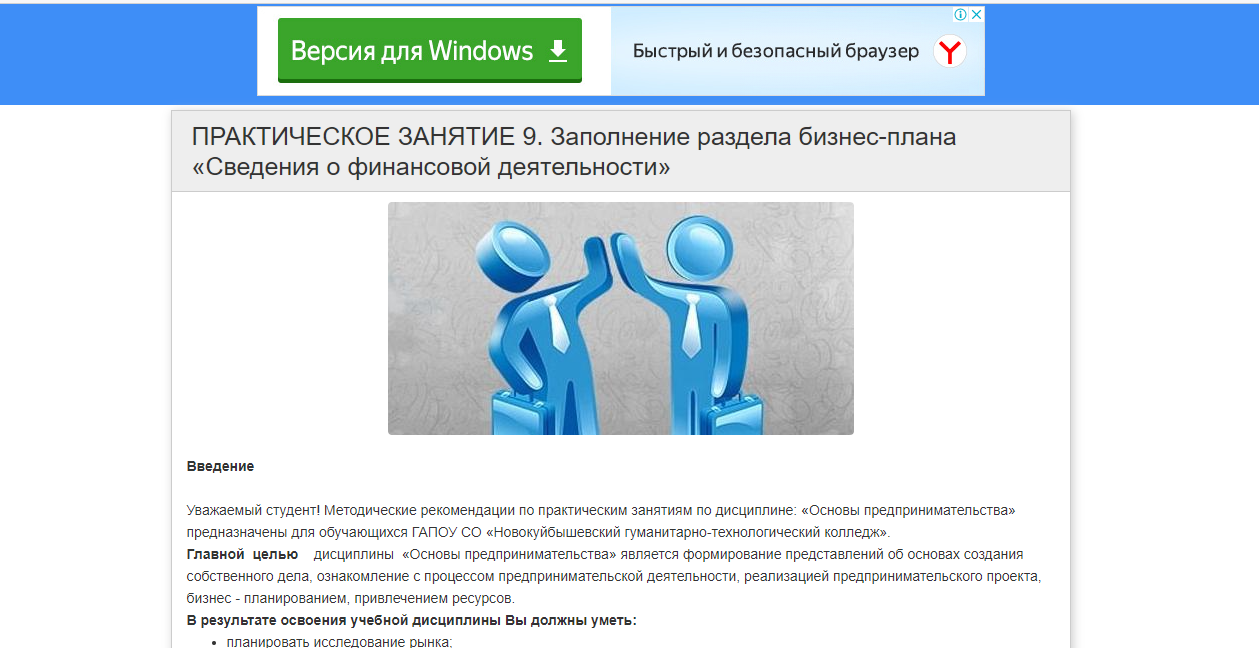 Версия для Windows
Быстрый и безопасный браузер
ПРАКТИЧЕСКОЕ ЗАНЯТИЕ 9. Заполнение раздела бизнес-плана
«Сведения о финансовой деятельности»
Введение
Уважаемый студент! Методические рекомендации по практическим занятиям по дисциплине: «Основы предпринимательства»
предназначены для обучающихся ГАПОУ СО «Новокуйбышевский гуманитарно-технологический колледж».
Главной целью дисциплины «Основы предпринимательства» является формирование представлений об основах создания
собственного дела, ознакомление с процессом предпринимательской деятельности, реализацией предпринимательского проекта,
бизнес - планированием, привлечением ресурсов.
В результате освоения учебной дисциплины Вы должны уметь:
• планировать исследование рынка;